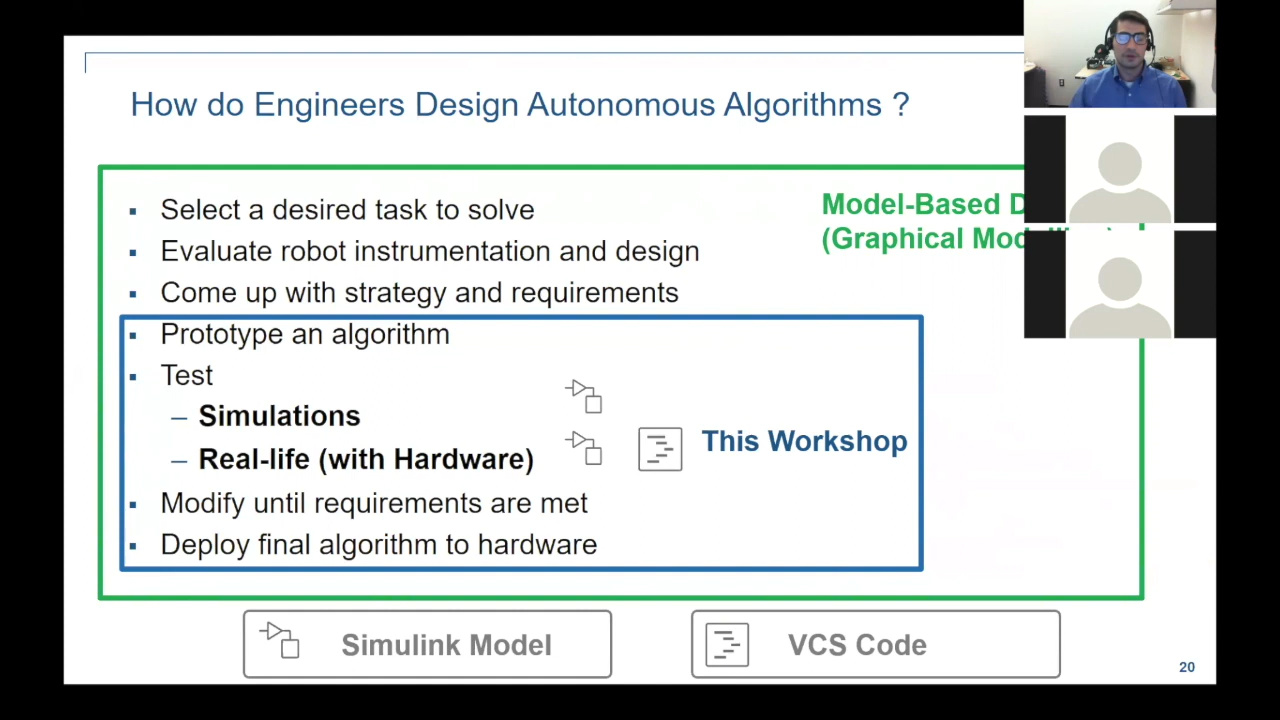 How do Engineers Design Autonomous Algorithms ?
▪ Select a desired task to solve
▪ Evaluate robot instrumentation and design
▪ Come up with strategy and requirements
Model-Based
(Graphical
▪ Prototype an algorithm
▪ Test
– Simulations
– Real-life (with Hardware)
This Workshop
▪ Modify until requirements are met
▪ Deploy final algorithm to hardware
Simulink Model
VCS Code
20